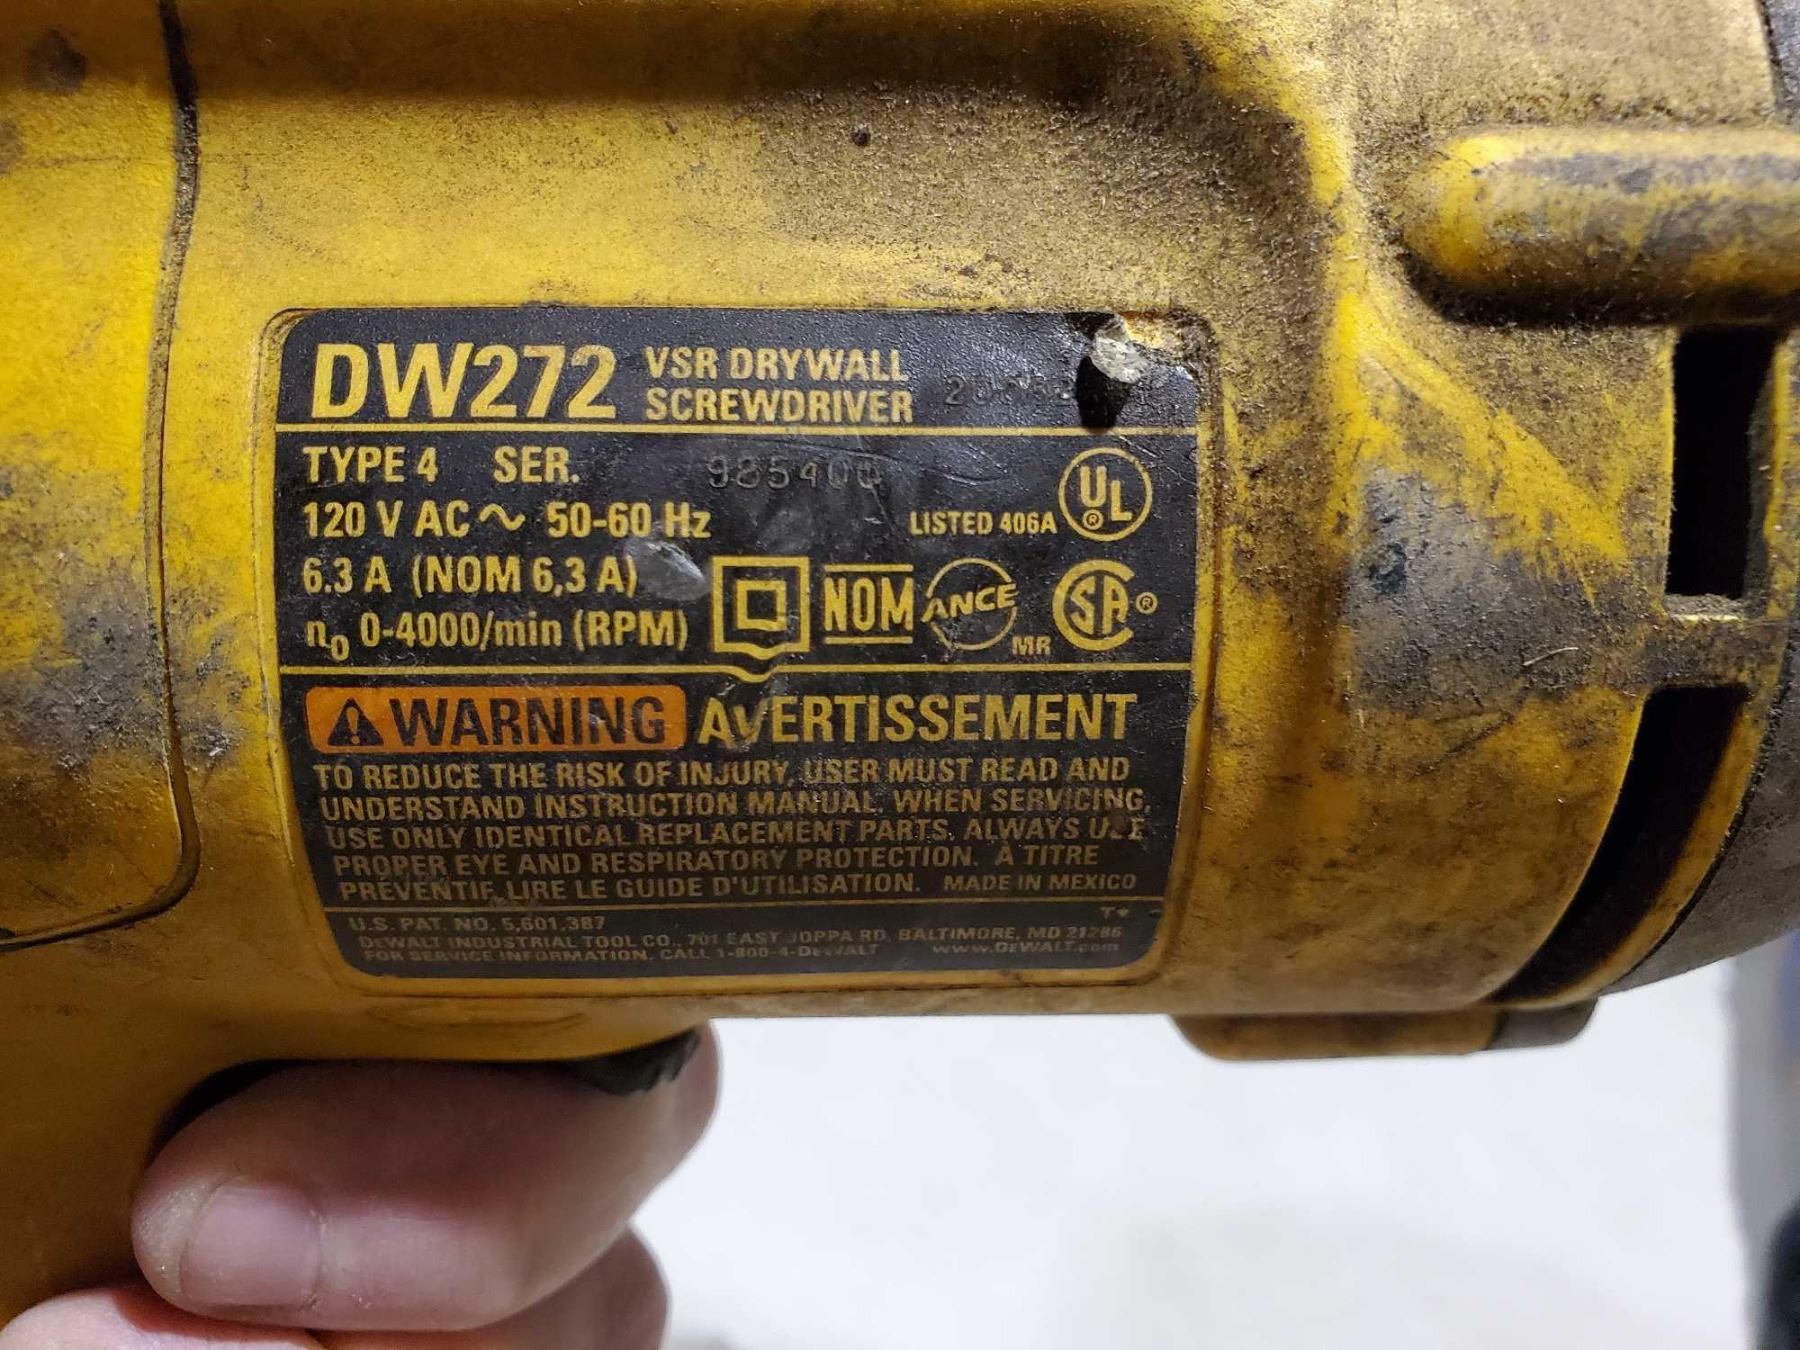 DW272 VSR DRYWALL
SCREWDRIVER
TYPE 4 SER. 985400
120 V AC ~ 50-60 Hz
LISTED 406A UL ®
6.3 A (NOM 6,3 A)
n₀ 0-4000/min (RPM)
NOM ANCE MR SA ®
⚠ WARNING AVERTISSEMENT
TO REDUCE THE RISK OF INJURY, USER MUST READ AND
UNDERSTAND INSTRUCTION MANUAL. WHEN SERVICING,
USE ONLY IDENTICAL REPLACEMENT PARTS. ALWAYS USE
PROPER EYE AND RESPIRATORY PROTECTION. À TITRE
PRÉVENTIF, LIRE LE GUIDE D'UTILISATION. MADE IN MEXICO
U.S. PAT. NO. 5,601,387
DEWALT INDUSTRIAL TOOL CO., 701 EAST JOPPA RD, BALTIMORE, MD 21286
FOR SERVICE INFORMATION, CALL 1-800-4-DEWALT www.DEWALT.com